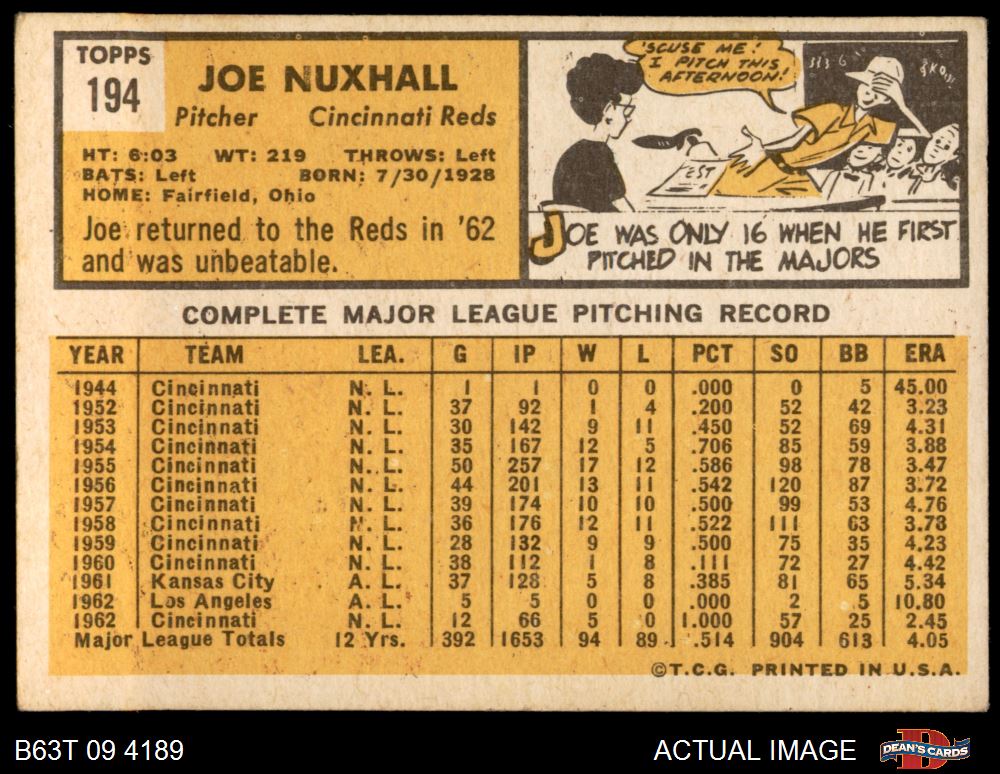 TOPPS
194
JOE NUXHALL
Pitcher Cincinnati Reds
HT: 6:03 WT: 219 THROWS: Left
BATS: Left BORN: 7/30/1928
HOME: Fairfield, Ohio
Joe returned to the Reds in '62
and was unbeatable.
'SCUSE ME!
I PITCH THIS
AFTERNOON!
JOE WAS ONLY 16 WHEN HE FIRST
PITCHED IN THE MAJORS
COMPLETE MAJOR LEAGUE PITCHING RECORD
YEAR TEAM LEA. G IP W L PCT SO BB ERA
1944 Cincinnati N. L. 1 1 0 0 .000 0 5 45.00
1952 Cincinnati N. L. 37 92 1 4 .200 52 42 3.23
1953 Cincinnati N. L. 30 142 9 11 .450 52 69 4.31
1954 Cincinnati N. L. 35 167 12 5 .706 85 59 3.88
1955 Cincinnati N. L. 50 257 17 12 .586 98 78 3.47
1956 Cincinnati N. L. 44 201 13 11 .542 120 87 3.72
1957 Cincinnati N. L. 39 174 10 10 .500 99 53 4.76
1958 Cincinnati N. L. 36 176 12 11 .522 111 63 3.78
1959 Cincinnati N. L. 28 132 9 9 .500 75 35 4.23
1960 Cincinnati N. L. 38 112 1 8 .111 72 27 4.42
1961 Kansas City A. L. 37 128 5 8 .385 81 65 5.34
1962 Los Angeles A. L. 5 5 0 0 .000 2 5 10.80
1962 Cincinnati N. L. 12 66 5 0 1.000 57 25 2.45
Major League Totals 12 Yrs. 392 1653 94 89 .514 904 613 4.05
©T.C.G. PRINTED IN U.S.A.
B63T 09 4189 ACTUAL IMAGE DEAN'S CARDS